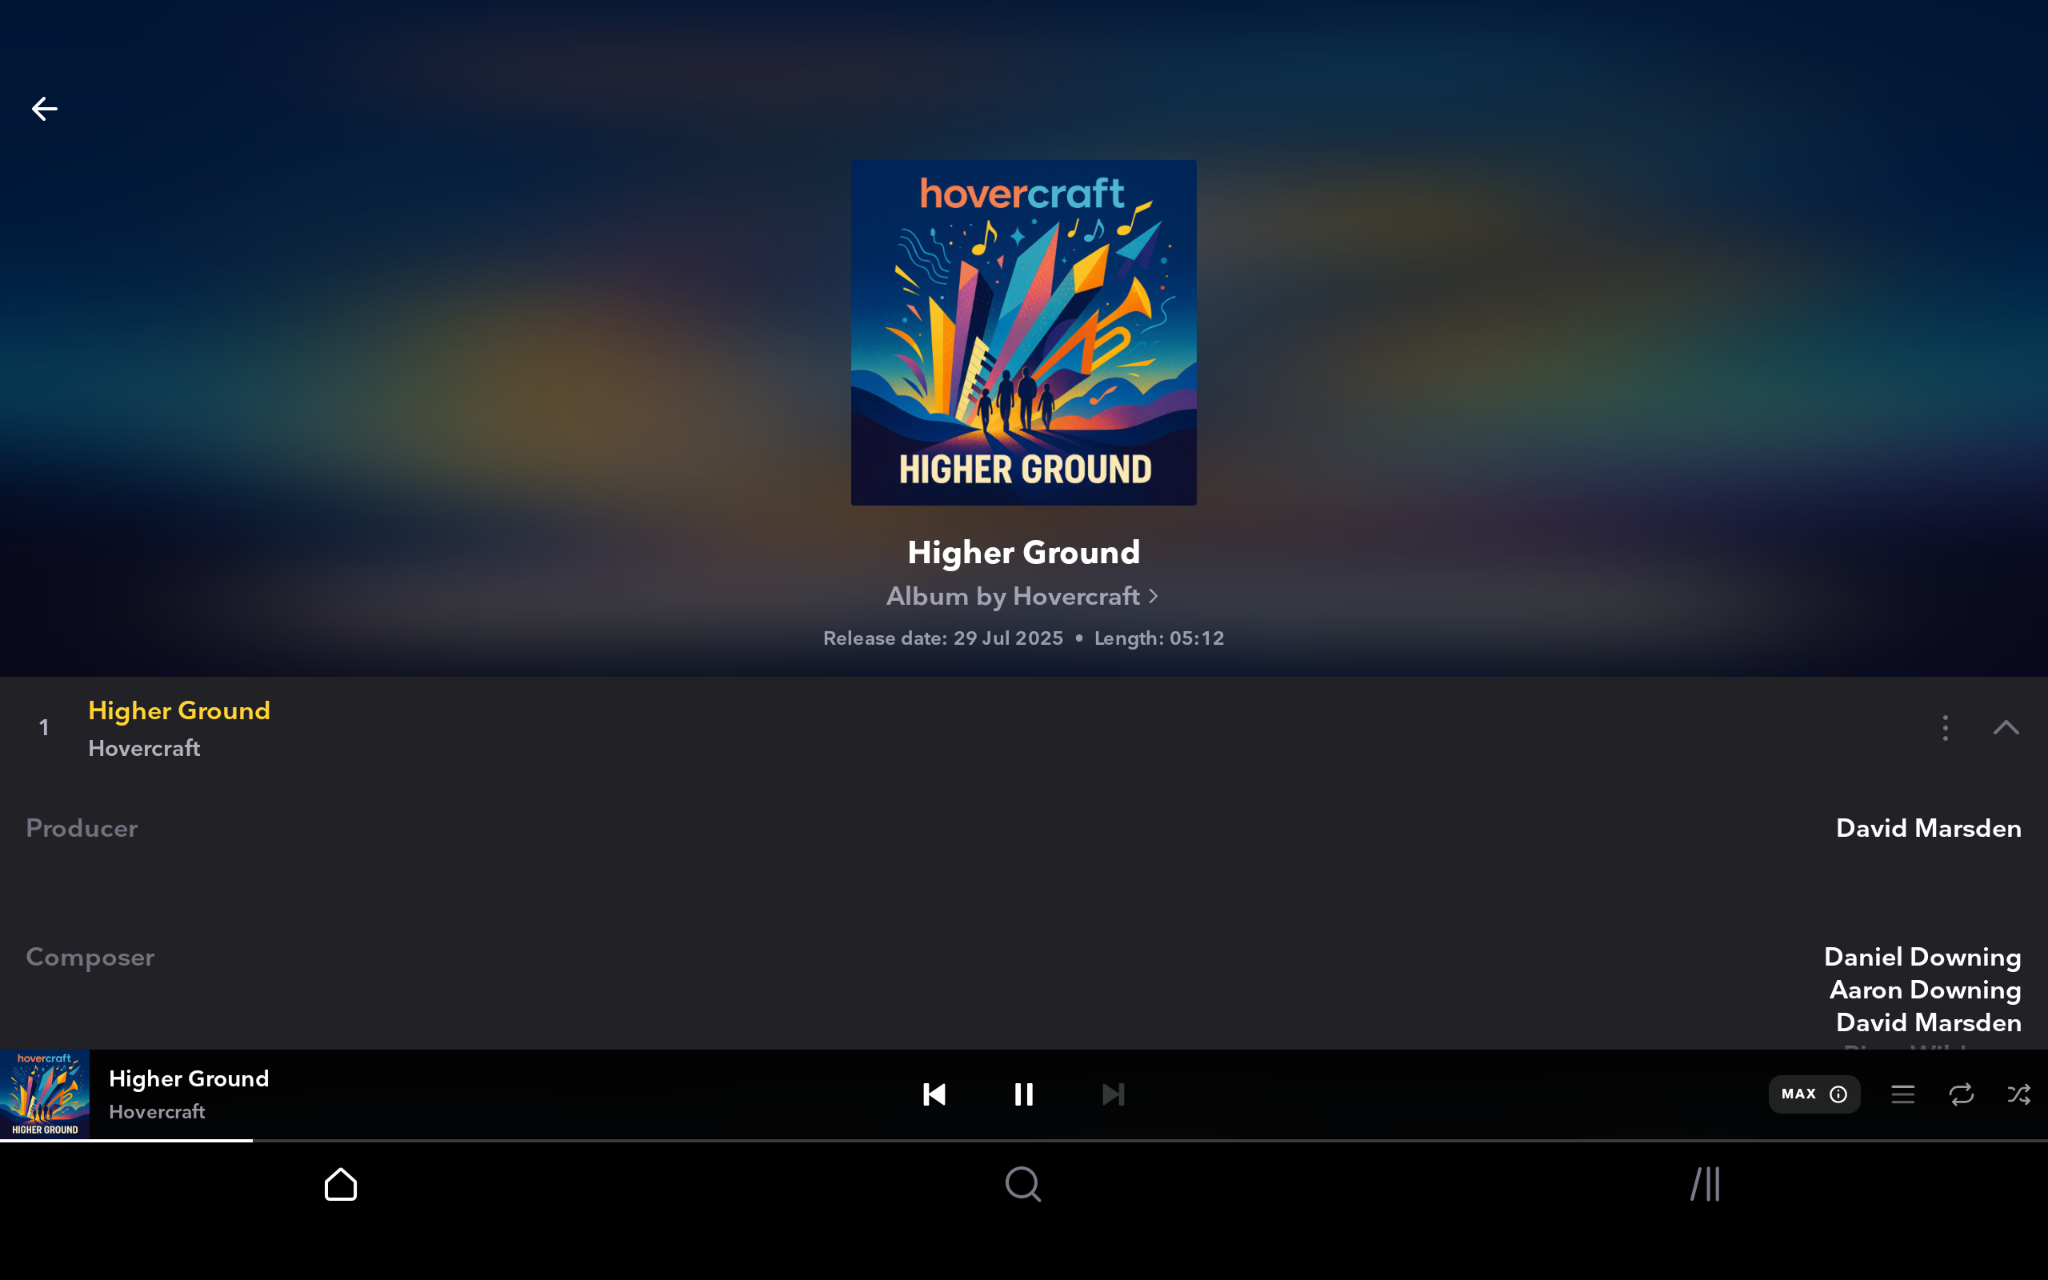 hovercraft
HIGHER GROUND
Higher Ground
Album by Hovercraft
Release date: 29 Jul 2025 • Length: 05:12
1
Higher Ground
Hovercraft
Producer
David Marsden
Composer
Daniel Downing
Aaron Downing
David Marsden
hovercraft
HIGHER GROUND
Higher Ground
Hovercraft
MAX